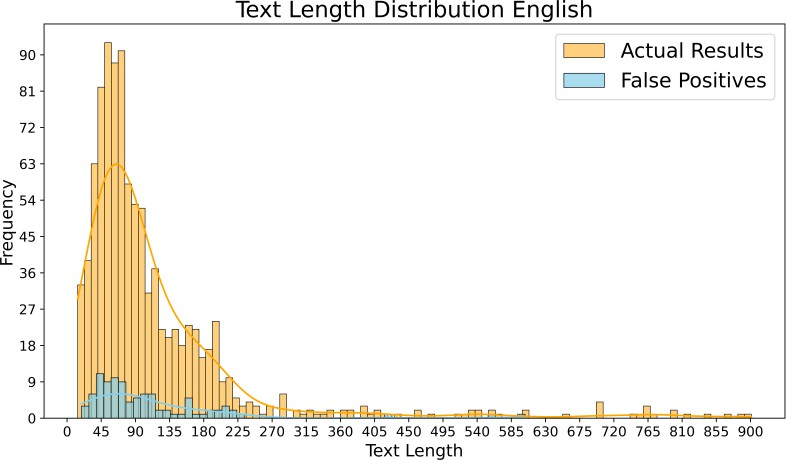 Text Length Distribution English
Actual Results
False Positives
Frequency
90
81
72
63
54
45
36
27
18
9
0
0 45 90 135 180 225 270 315 360 405 450 495 540 585 630 675 720 765 810 855 900
Text Length